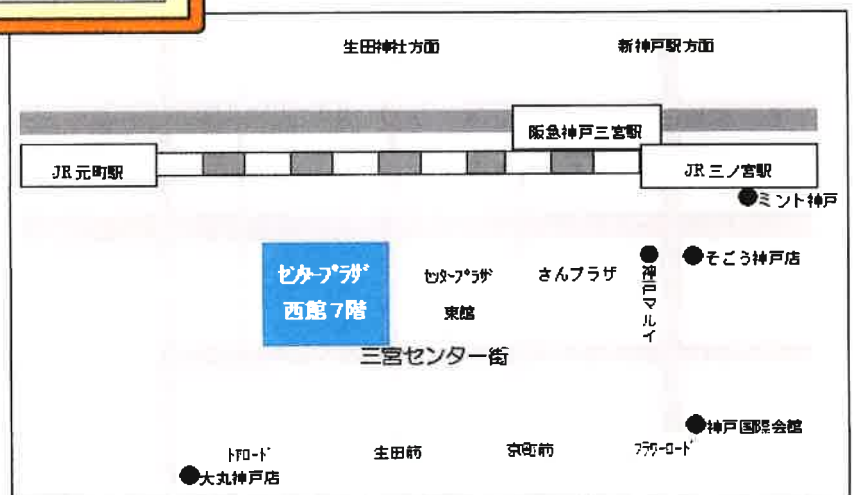 生田神社方面
新神戸駅方面
阪急神戸三宮駅
JR 元町駅
JR 三ノ宮駅
●ミント神戸
ｾﾝﾀｰﾌﾟﾗｻﾞ
西館７階
ｾﾝﾀｰﾌﾟﾗｻﾞ
東館
さんプラザ
●
神戸マルイ
●そごう神戸店
三宮センター街
●神戸国際会館
ﾄｱﾛｰﾄﾞ
生田筋
京町筋
ﾌﾗﾜｰﾛｰﾄﾞ
●大丸神戸店